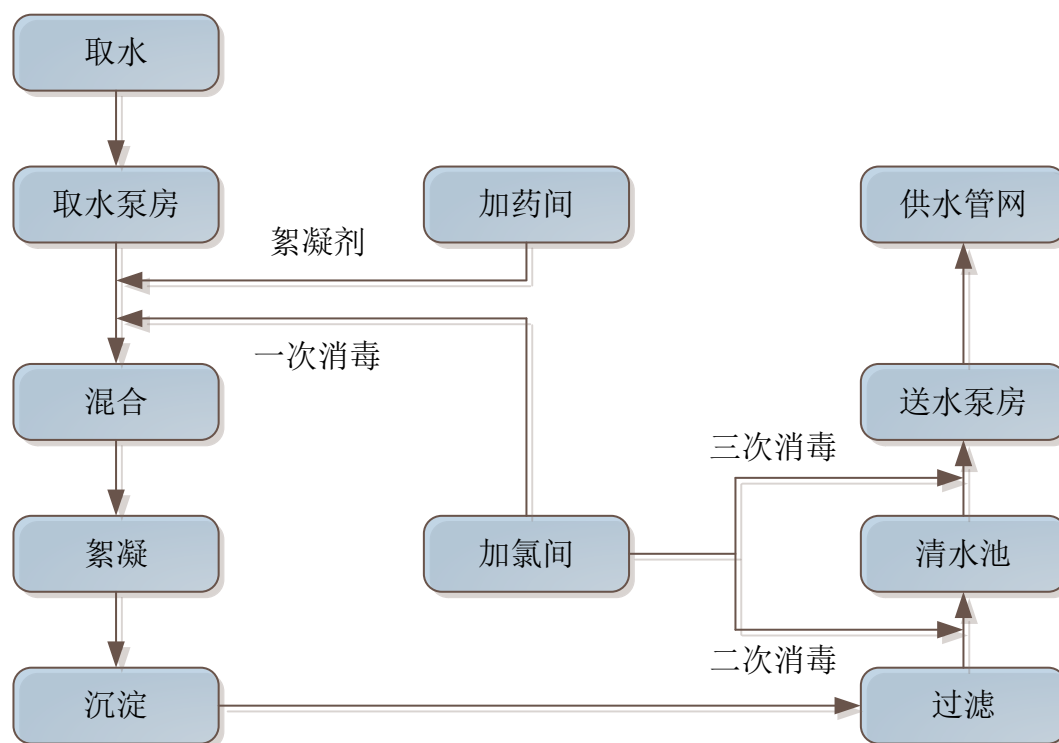 取水
取水泵房
加药间
供水管网
絮凝剂
一次消毒
混合
送水泵房
三次消毒
絮凝
加氯间
清水池
二次消毒
沉淀
过滤